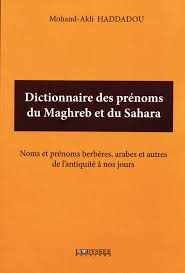 Mohand-Akli HADDADOU
Dictionnaire des prénoms
du Maghreb et du Sahara
Noms et prénoms berbères, arabes et autres
de l'antiquité à nos jours
L'ODYSSÉE